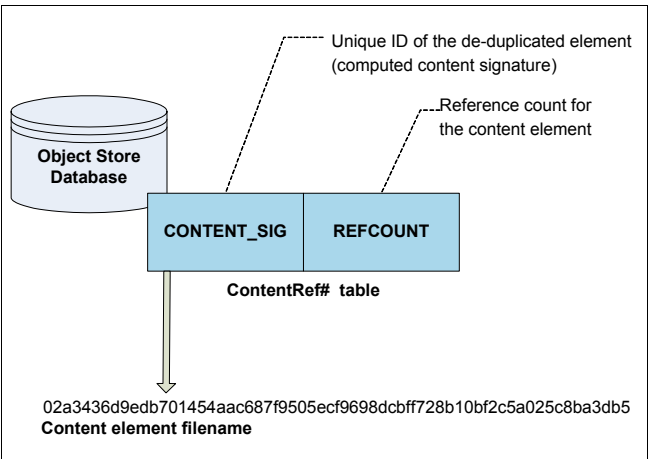 Unique ID of the de-duplicated element
(computed content signature)
Reference count for
the content element
Object Store
Database
CONTENT_SIG
REFCOUNT
ContentRef# table
02a3436d9edb701454aac687f9505ecf9698dcbff728b10bf2c5a025c8ba3db5
Content element filename